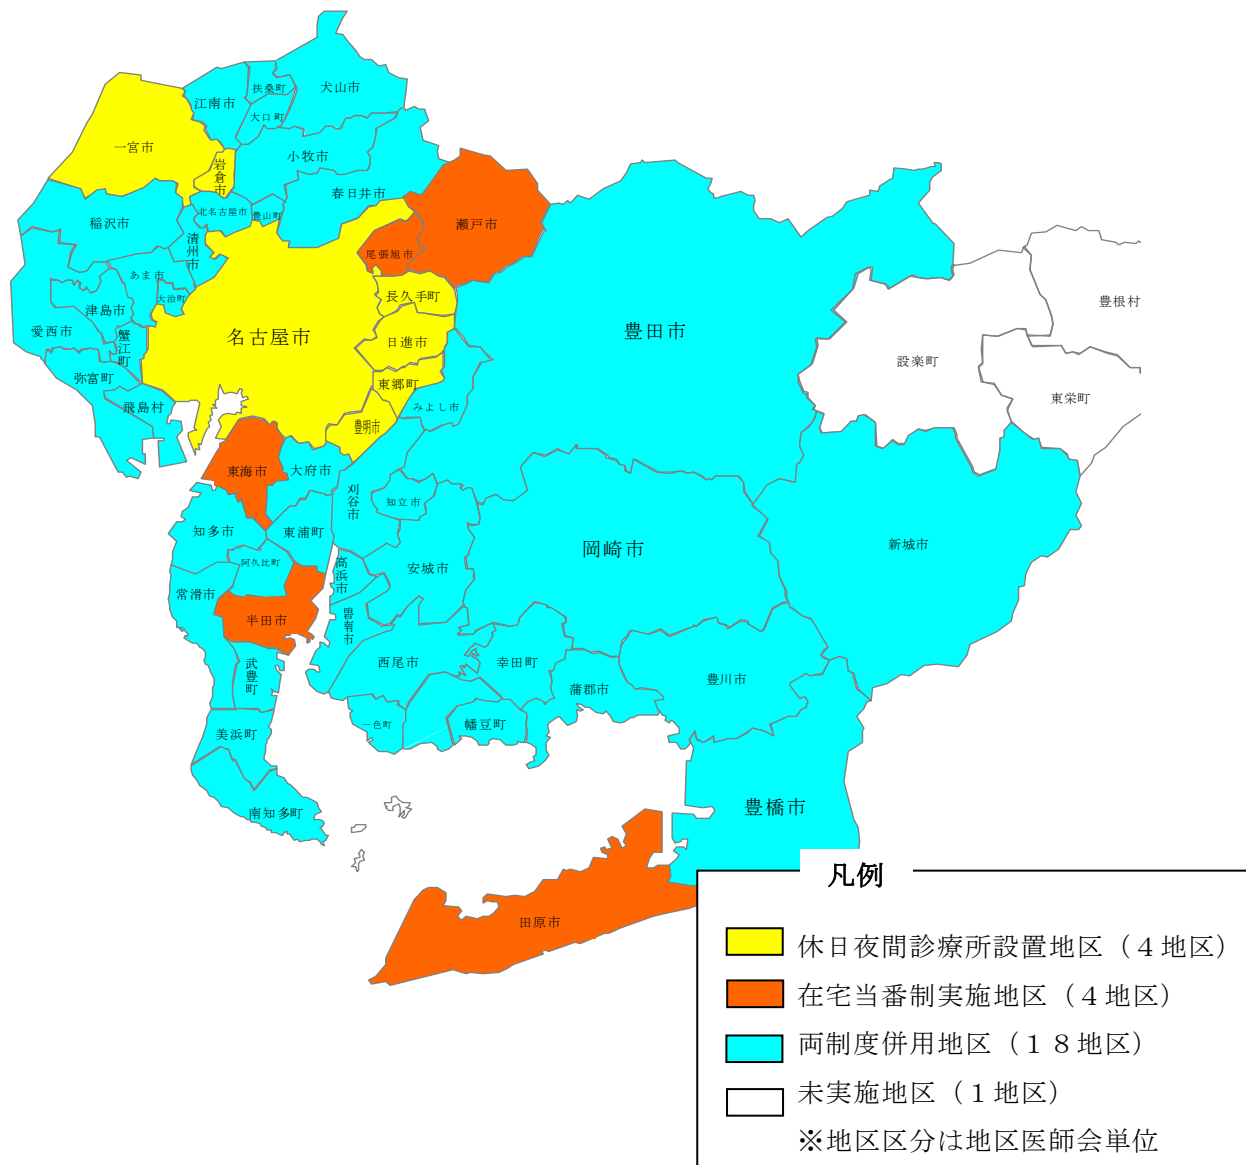 犬山市
扶桑町
江南市
大口町
一宮市
小牧市
岩倉市
春日井市
北名古屋市
豊山町
稲沢市
瀬戸市
清州市
尾張旭市
あま市
大治町
長久手町
豊根村
津島市
愛西市
名古屋市
豊田市
蟹江町
日進市
設楽町
弥富町
東郷町
東栄町
飛島村
みよし市
豊明市
東海市
大府市
刈谷市
知立市
知多市
東浦町
岡崎市
新城市
阿久比町
高浜市
安城市
常滑市
半田市
碧南市
武豊町
西尾市
幸田町
豊川市
蒲郡市
一色町
幡豆町
美浜町
南知多町
豊橋市
田原市
凡例
休日夜間診療所設置地区（４地区）
在宅当番制実施地区（４地区）
両制度併用地区（１８地区）
未実施地区（１地区）
※地区区分は地区医師会単位